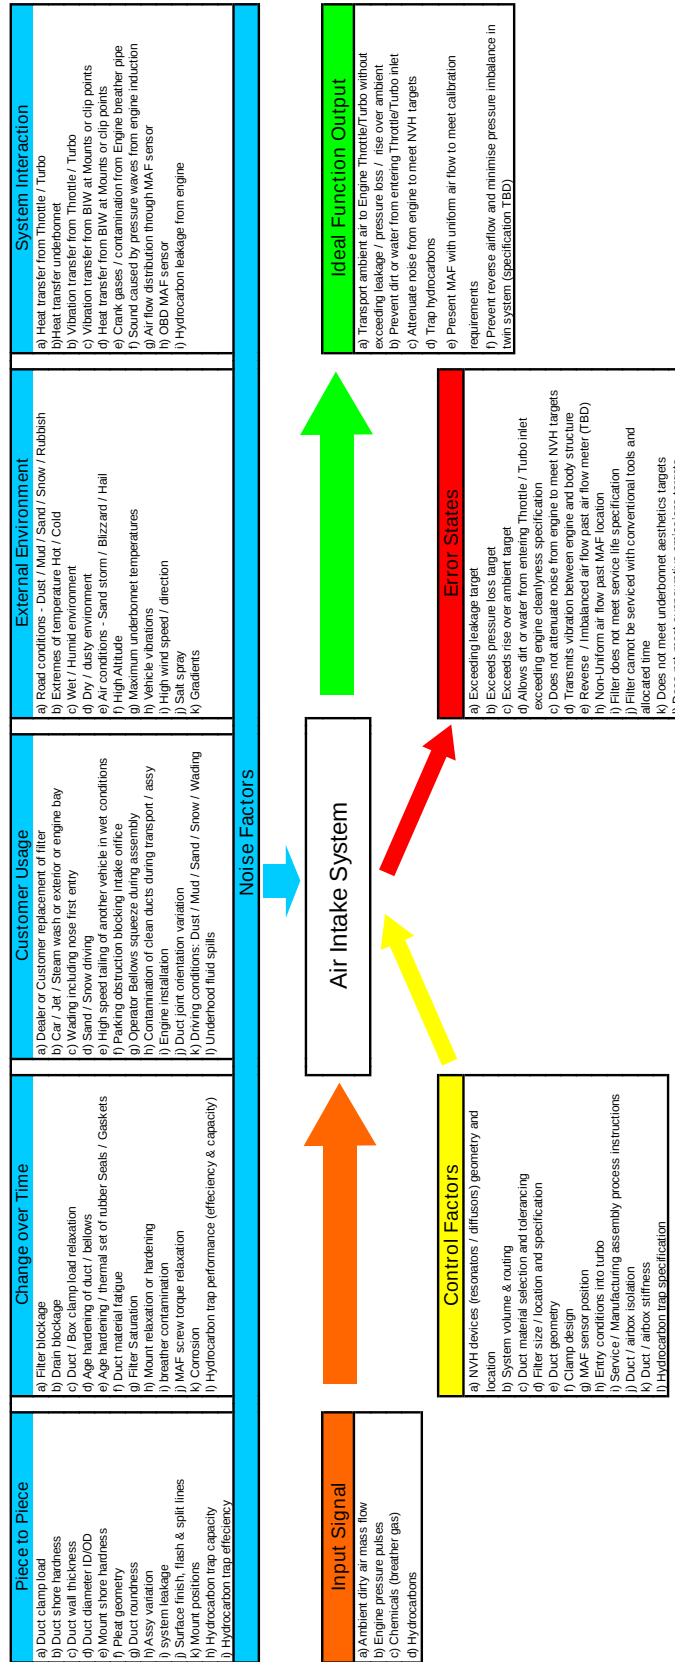 Piece to Piece
a) Duct clamp load
b) Duct shore hardness
c) Duct wall thickness
d) Duct diameter ID/OD
e) Mount shore hardness
f) Pleat geometry
g) Duct roundness
h) Assy variation
i) system leakage
j) Surface finish, flash & split lines
k) Mount positions
h) Hydrocarbon trap capacity
i) Hydrocarbon trap effeciency
Change over Time
a) Filter blockage
b) Drain blockage
c) Duct / Box clamp load relaxation
d) Age hardening of duct / bellows
e) Age hardening / thermal set of rubber Seals / Gaskets
f) Duct material fatigue
g) Filter Saturation
h) Mount relaxation or hardening
i) breather contamination
j) MAF screw torque relaxation
k) Corrosion
l) Hydrocarbon trap performance (effeciency & capacity)
Customer Usage
a) Dealer or Customer replacement of filter
b) Car / Jet / Steam wash or exterior or engine bay
c) Wading including nose first entry
d) Sand / Snow driving
e) High speed tailing of another vehicle in wet conditions
f) Parking obstruction blocking Intake orifice
g) Operator Bellows squeeze during assembly
h) Contamination of clean ducts during transport / assy
i) Engine installation
j) Duct joint orientation variation
k) Driving conditions: Dust / Mud / Sand / Snow / Wading
l) Underhood fluid spills
External Environment
a) Road conditions - Dust / Mud / Sand / Snow / Rubbish
b) Extremes of temperature Hot / Cold
c) Wet / Humid environment
d) Dry / dusty environment
e) Air conditions - Sand storm / Blizzard / Hail
f) High Altitude
g) Maximum underbonnet temperatures
h) Vehicle vibrations
i) High wind speed / direction
j) Salt spray
k) Gradients
System Interaction
a) Heat transfer from Throttle / Turbo
b)Heat transfer underbonnet
b) Vibration transfer from Throttle / Turbo
c) Vibration transfer from BIW at Mounts or clip points
d) Heat transfer from BIW at Mounts or clip points
e) Crank gases / contamination from Engine breather pipe
f) Sound caused by pressure waves from engine induction
g) Air flow distribution through MAF sensor
h) OBD MAF sensor
i) Hydrocarbon leakage from engine
Noise Factors
Input Signal
a) Ambient dirty air mass flow
b) Engine pressure pulses
c) Chemicals (breather gas)
d) Hydrocarbons
Air Intake System
Ideal Function Output
a) Transport ambient air to Engine Throttle/Turbo without
exceeding leakage / pressure loss / rise over ambient
b) Prevent dirt or water from entering Throttle/Turbo inlet
c) Attenuate noise from engine to meet NVH targets
d) Trap hydrocarbons
e) Present MAF with uniform air flow to meet calibration
requirements
f) Prevent reverse airflow and minimise pressure imbalance in
twin system (specification TBD)
Control Factors
a) NVH devices (resonators / diffusors) geometry and
location
b) System volume & routing
c) Duct material selection and tolerancing
d) Filter size / location and specification
e) Duct geometry
f) Clamp design
g) MAF sensor position
h) Entry conditions into turbo
i) Service / Manufacturing assembly process instructions
j) Duct / airbox isolation
k) Duct / airbox stiffness
l) Hydrocarbon trap specification
Error States
a) Exceeding leakage target
b) Exceeds pressure loss target
c) Exceeds rise over ambient target
d) Allows dirt or water from entering Throttle / Turbo inlet
exceeding engine cleanlyness specification
c) Does not attenuate noise from engine to meet NVH targets
d) Transmits vibration between engine and body structure
e) Reverse / Imbalanced air flow past air flow meter (TBD)
h) Non-Uniform air flow past MAF location
i) Filter does not meet service life specification
j) Filter cannot be serviced with conventional tools and
allocated time
k) Does not meet underbonnet aesthetics targets